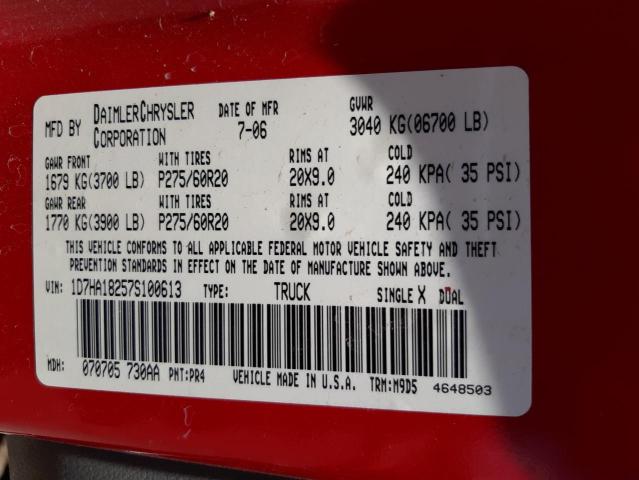 MFD BY DAIMLERCHRYSLER CORPORATION DATE OF MFR 7-06 GVWR 3040 KG(06700 LB)
GAWR FRONT WITH TIRES RIMS AT COLD
1679 KG(3700 LB) P275/60R20 20X9.0 240 KPA( 35 PSI)
GAWR REAR WITH TIRES RIMS AT COLD
1770 KG(3900 LB) P275/60R20 20X9.0 240 KPA( 35 PSI)
THIS VEHICLE CONFORMS TO ALL APPLICABLE FEDERAL MOTOR VEHICLE SAFETY AND THEFT
PREVENTION STANDARDS IN EFFECT ON THE DATE OF MANUFACTURE SHOWN ABOVE.
VIN: 1D7HA18257S100613 TYPE: TRUCK SINGLE X DUAL
MDH: 070705 730AA PNT:PR4 VEHICLE MADE IN U.S.A. TRM:M9D5 4648503